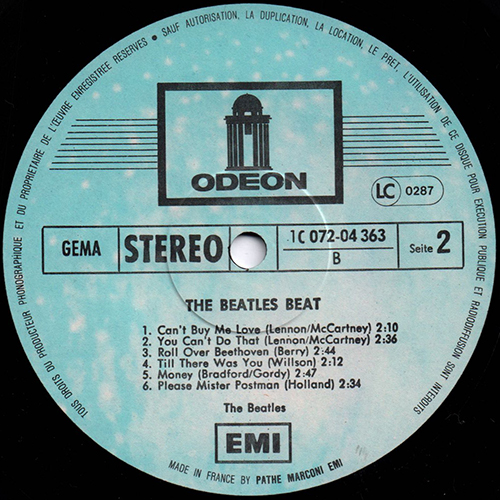 TOUS DROITS DU PRODUCTEUR PHONOGRAPHIQUE ET DU PROPRIETAIRE DE L'ŒUVRE ENREGISTREE RESERVES • SAUF AUTORISATION, LA DUPLICATION, LA LOCATION, LE PRET, L'UTILISATION DE CE DISQUE POUR EXECUTION PUBLIQUE ET RADIODIFFUSION SONT INTERDITS
ODEON
LC 0287
GEMA
STEREO
1C 072-04 363
B
Seite 2
THE BEATLES BEAT
1. Can't Buy Me Love (Lennon/McCartney) 2:10
2. You Can't Do That (Lennon/McCartney) 2:36
3. Roll Over Beethoven (Berry) 2:44
4. Till There Was You (Willson) 2:12
5. Money (Bradford/Gordy) 2:47
6. Please Mister Postman (Holland) 2:34
The Beatles
EMI
MADE IN FRANCE BY PATHE MARCONI EMI